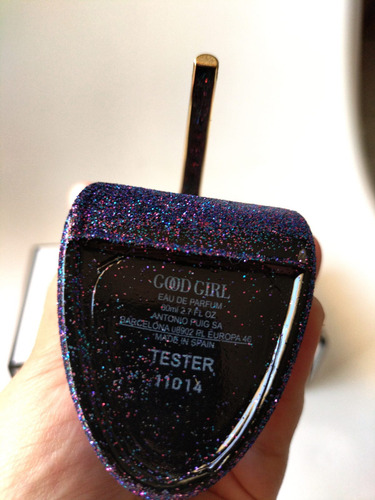 GOOD GIRL
EAU DE PARFUM
80ml 2.7 FL OZ
ANTONIO PUIG SA
BARCELONA 08902 RL EUROPA 46
MADE IN SPAIN
TESTER
11014